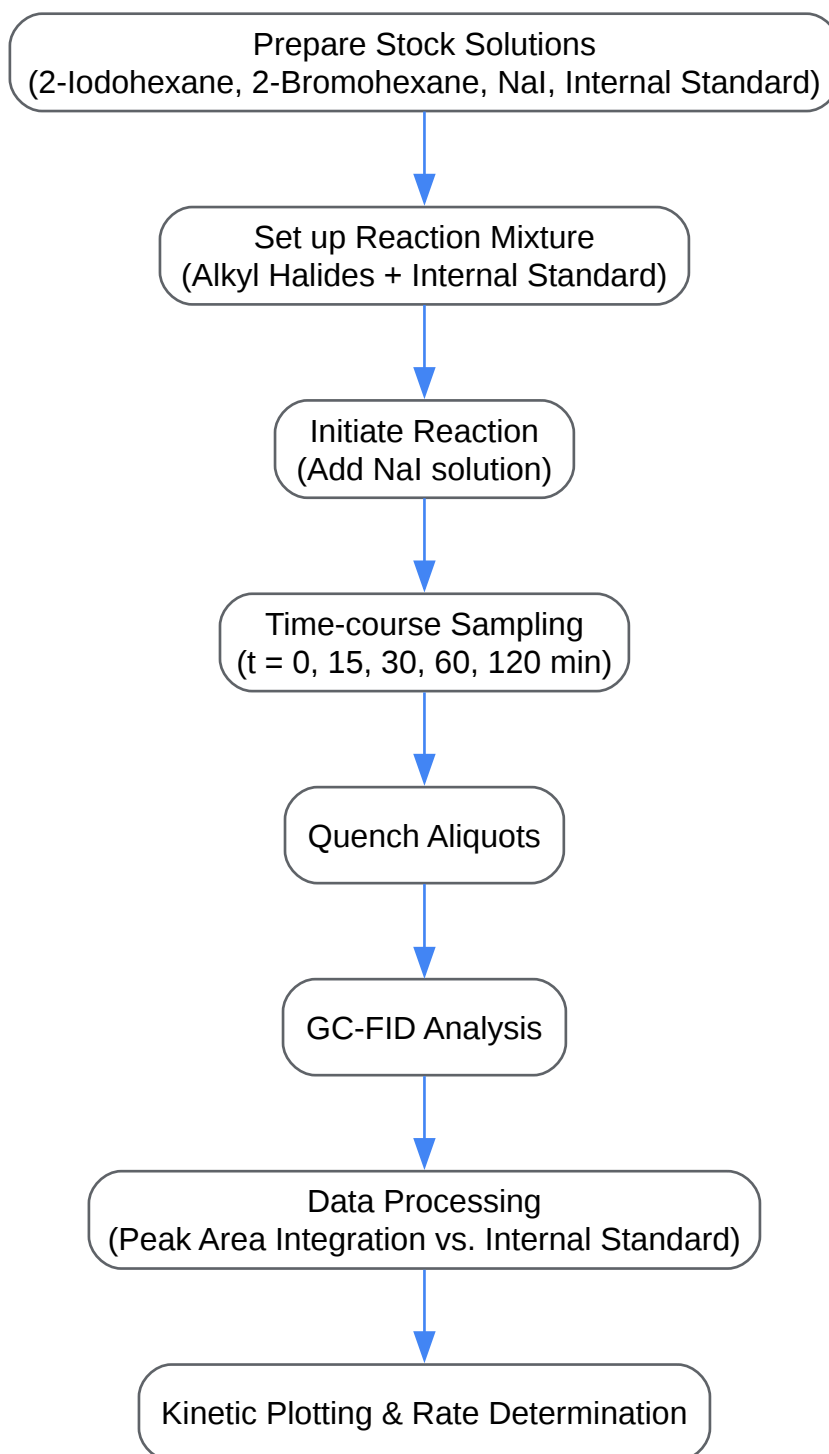 Prepare Stock Solutions
(2-Iodohexane, 2-Bromohexane, NaI, Internal Standard)
Set up Reaction Mixture
(Alkyl Halides + Internal Standard)
Initiate Reaction
(Add NaI solution)
Time-course Sampling
(t = 0, 15, 30, 60, 120 min)
Quench Aliquots
GC-FID Analysis
Data Processing
(Peak Area Integration vs. Internal Standard)
Kinetic Plotting & Rate Determination